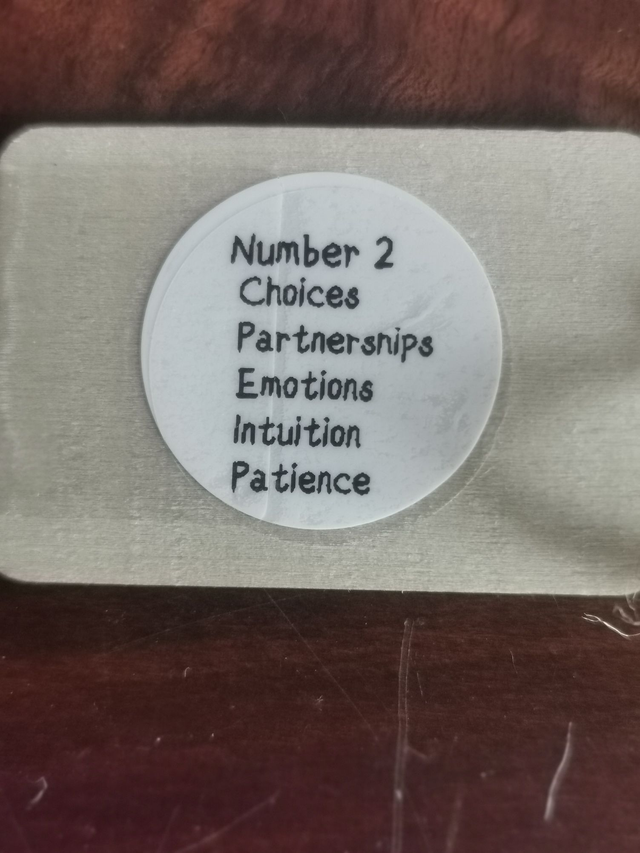 Number 2
Choices
Partnerships
Emotions
Intuition
Patience